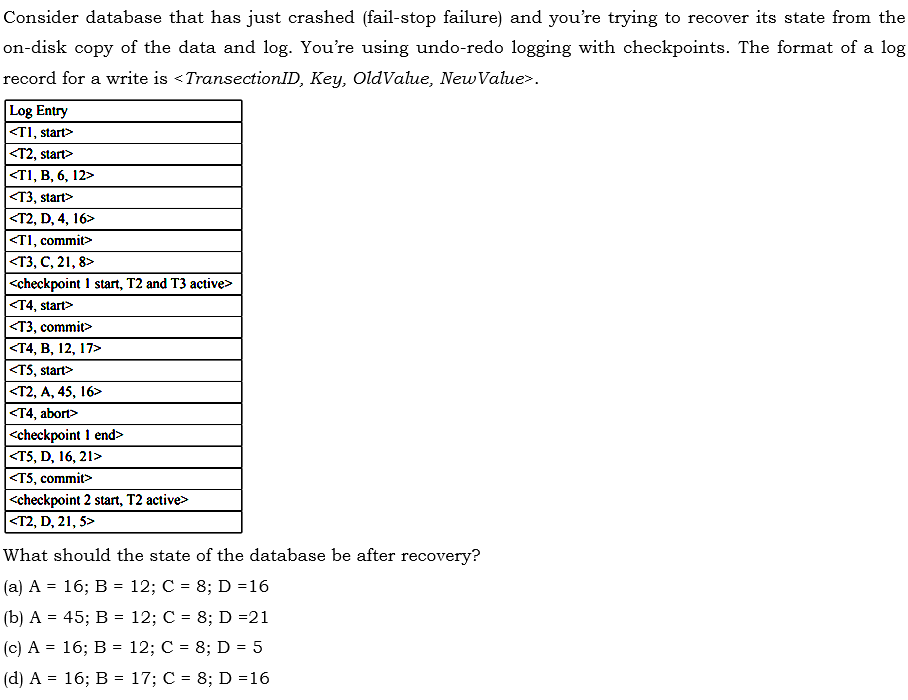 Consider database that has just crashed (fail-stop failure) and you're trying to recover its state from the
on-disk copy of the data and log. You're using undo-redo logging with checkpoints. The format of a log
record for a write is <TransectionID, Key, OldValue, NewValue>.
Log Entry
<T1, start>
<T2, start>
<T1, B, 6, 12>
<T3, start>
<T2, D, 4, 16>
<T1, commit>
<T3, C, 21, 8>
<checkpoint 1 start, T2 and T3 active>
<T4, start>
<T3, commit>
<T4, B, 12, 17>
<T5, start>
<T2, A, 45, 16>
<T4, abort>
<checkpoint 1 end>
<T5, D, 16, 21>
<T5, commit>
<checkpoint 2 start, T2 active>
<T2, D, 21, 5>
What should the state of the database be after recovery?
(a) A = 16; B = 12; C = 8; D =16
(b) A = 45; B = 12; C = 8; D =21
(c) A = 16; B = 12; C = 8; D = 5
(d) A = 16; B = 17; C = 8; D =16